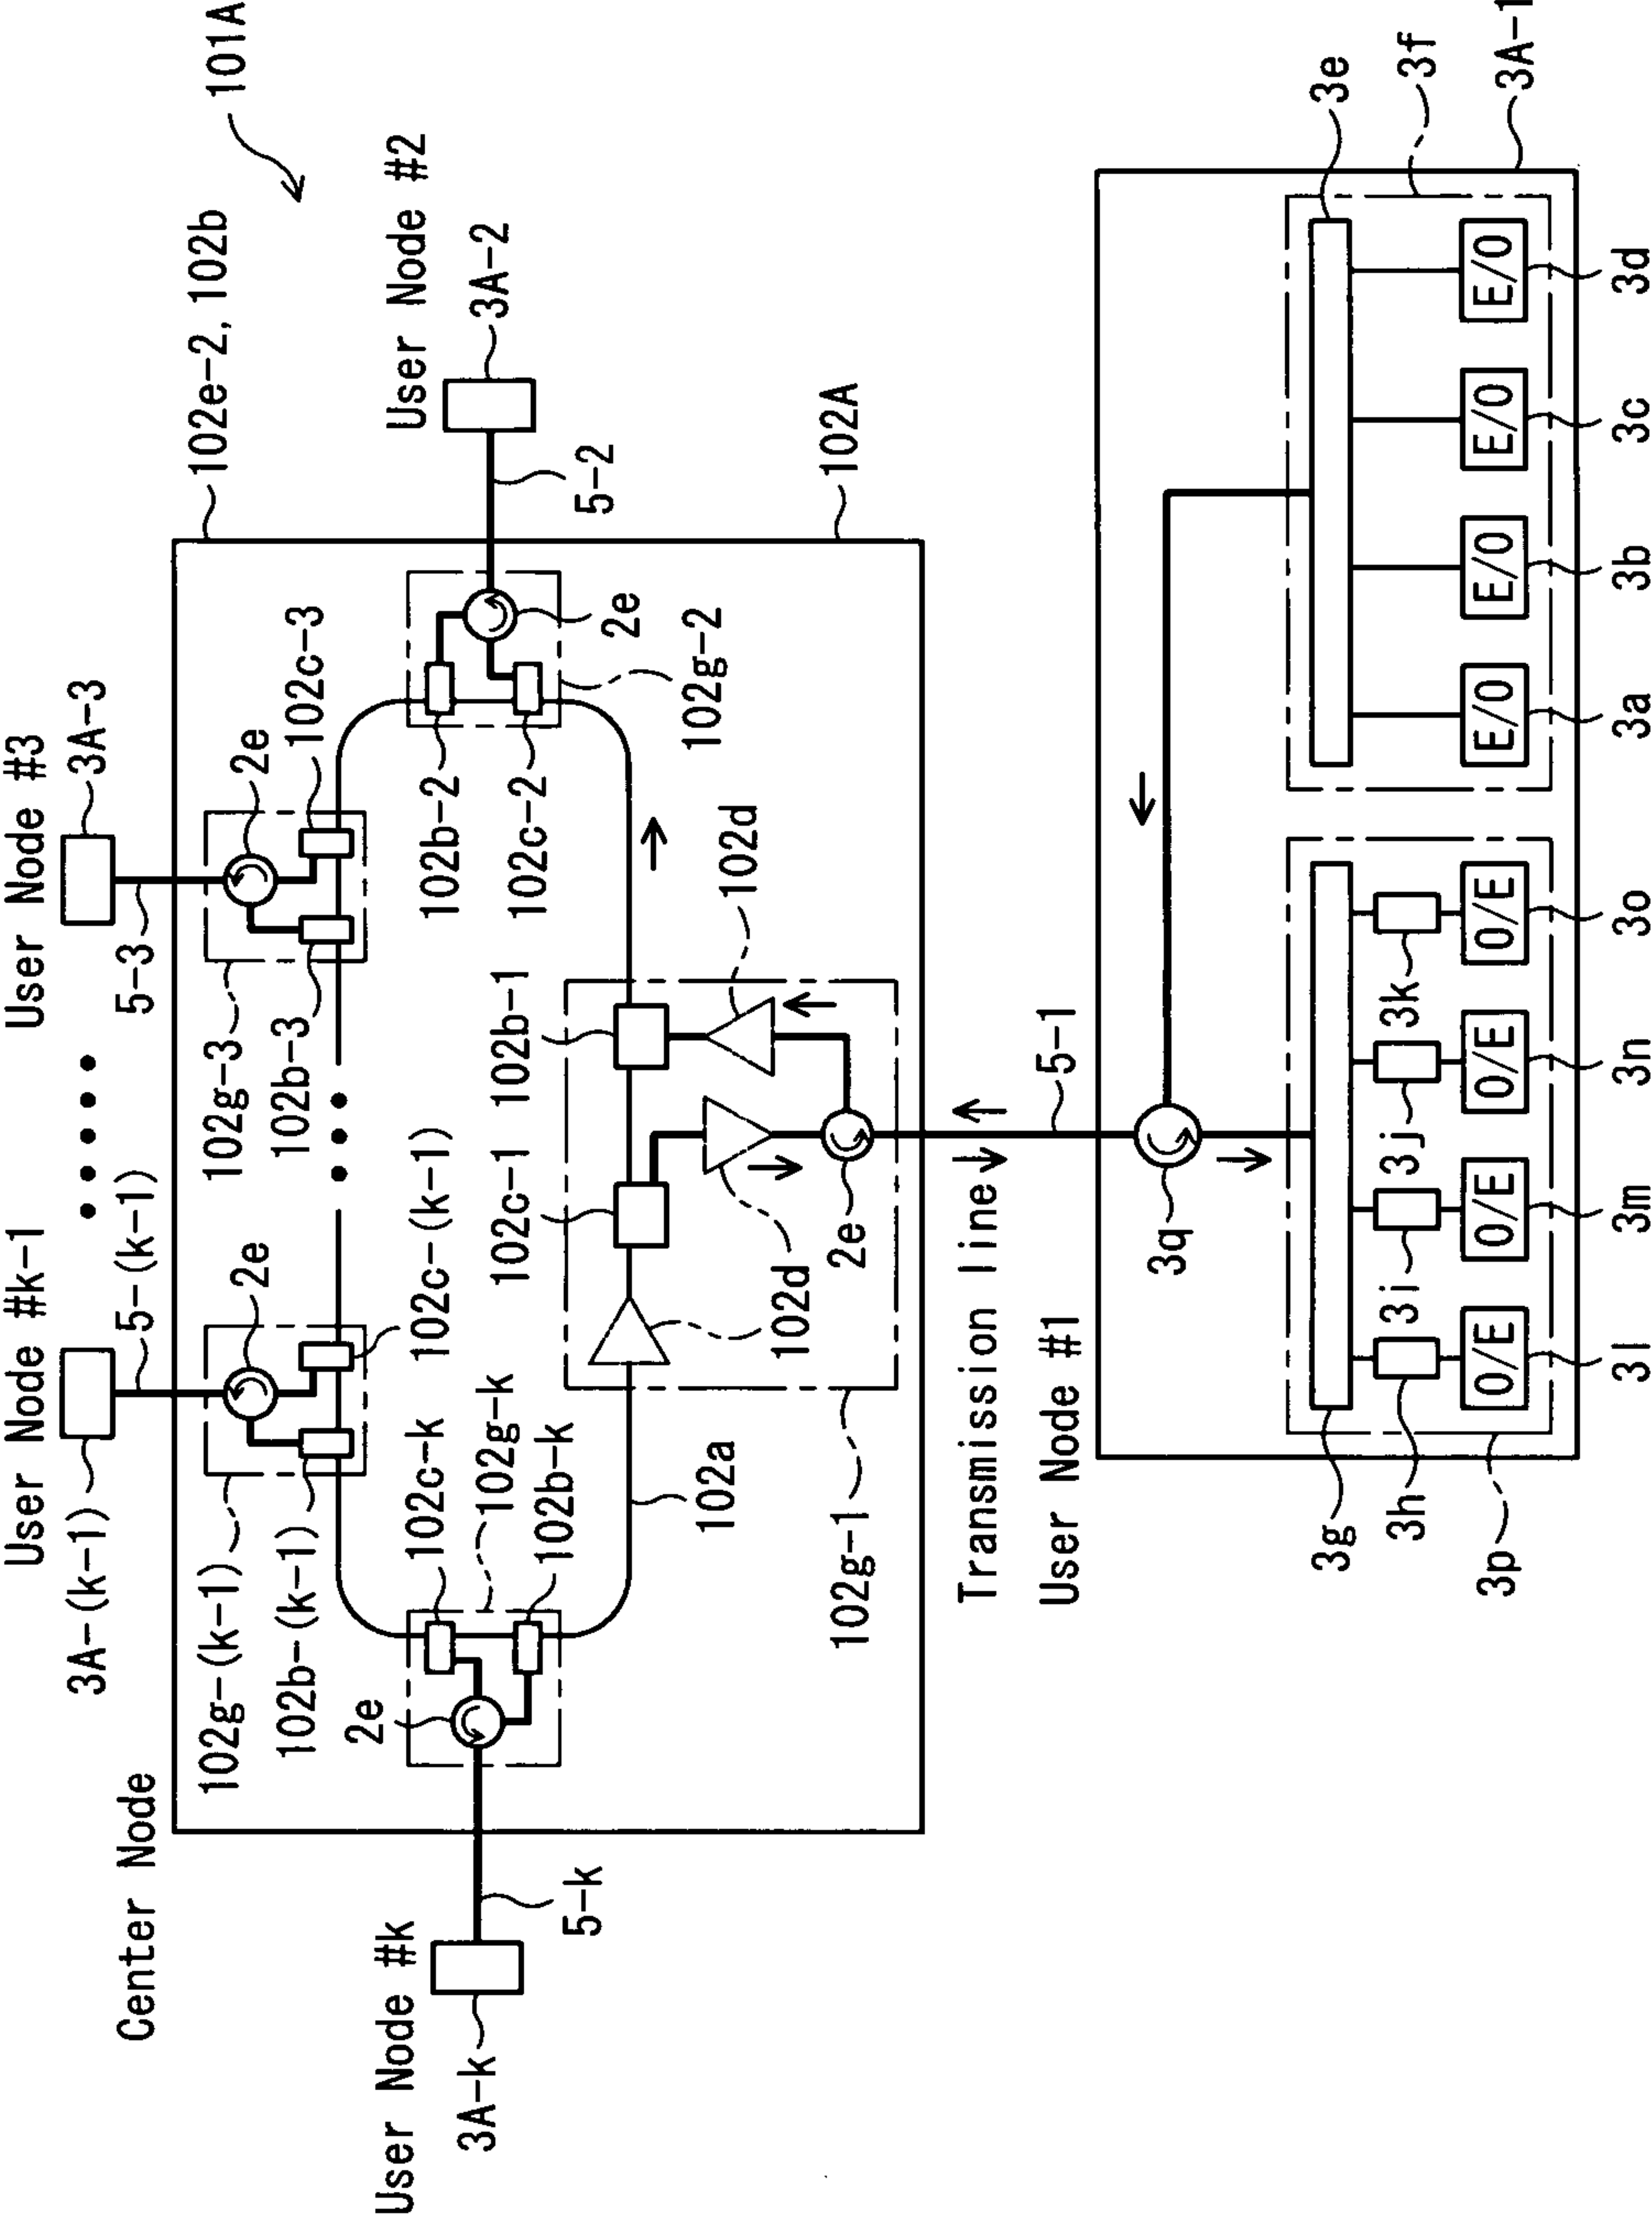 101A
Center Node
User Node #k-1
User Node #3
3A-(k-1)
5-(k-1)
5-3
3A-3
102e-2, 102b
102g-(k-1)
2e
102g-3
2e
102b-(k-1)
102c-(k-1)
102b-3
102c-3
User Node #k
2e
102c-k
User Node #2
3A-k
102g-k
3A-2
5-k
102b-k
102c-1
102b-1
102b-2
102c-2
2e
5-2
102a
102g-2
102d
102d
2e
102g-1
102A
Transmission line
5-1
User Node #1
3q
3g
3e
3h
3i
3j
3k
3f
3p
O/E
O/E
O/E
O/E
E/O
E/O
E/O
E/O
3A-1
3l
3m
3n
3o
3a
3b
3c
3d